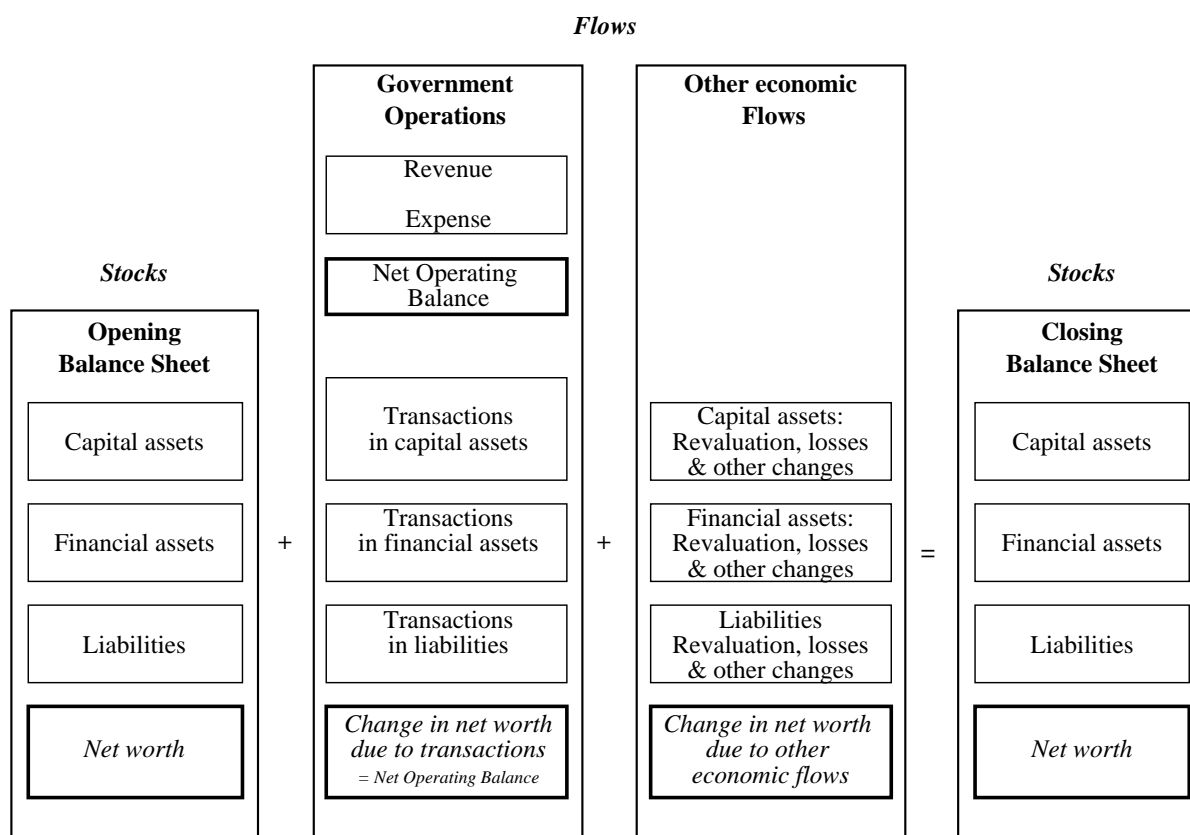 Flows
Government
Operations
Revenue
Expense
Net Operating
Balance
Transactions
in capital assets
Transactions
in financial assets
Transactions
in liabilities
Change in net worth
due to transactions
= Net Operating Balance
Other economic
Flows
Capital assets:
Revaluation, losses
& other changes
Financial assets:
Revaluation, losses
& other changes
Liabilities
Revaluation, losses
& other changes
Change in net worth
due to other
economic flows
Stocks
Opening
Balance Sheet
Capital assets
Financial assets
Liabilities
Net worth
+
+
=
Stocks
Closing
Balance Sheet
Capital assets
Financial assets
Liabilities
Net worth